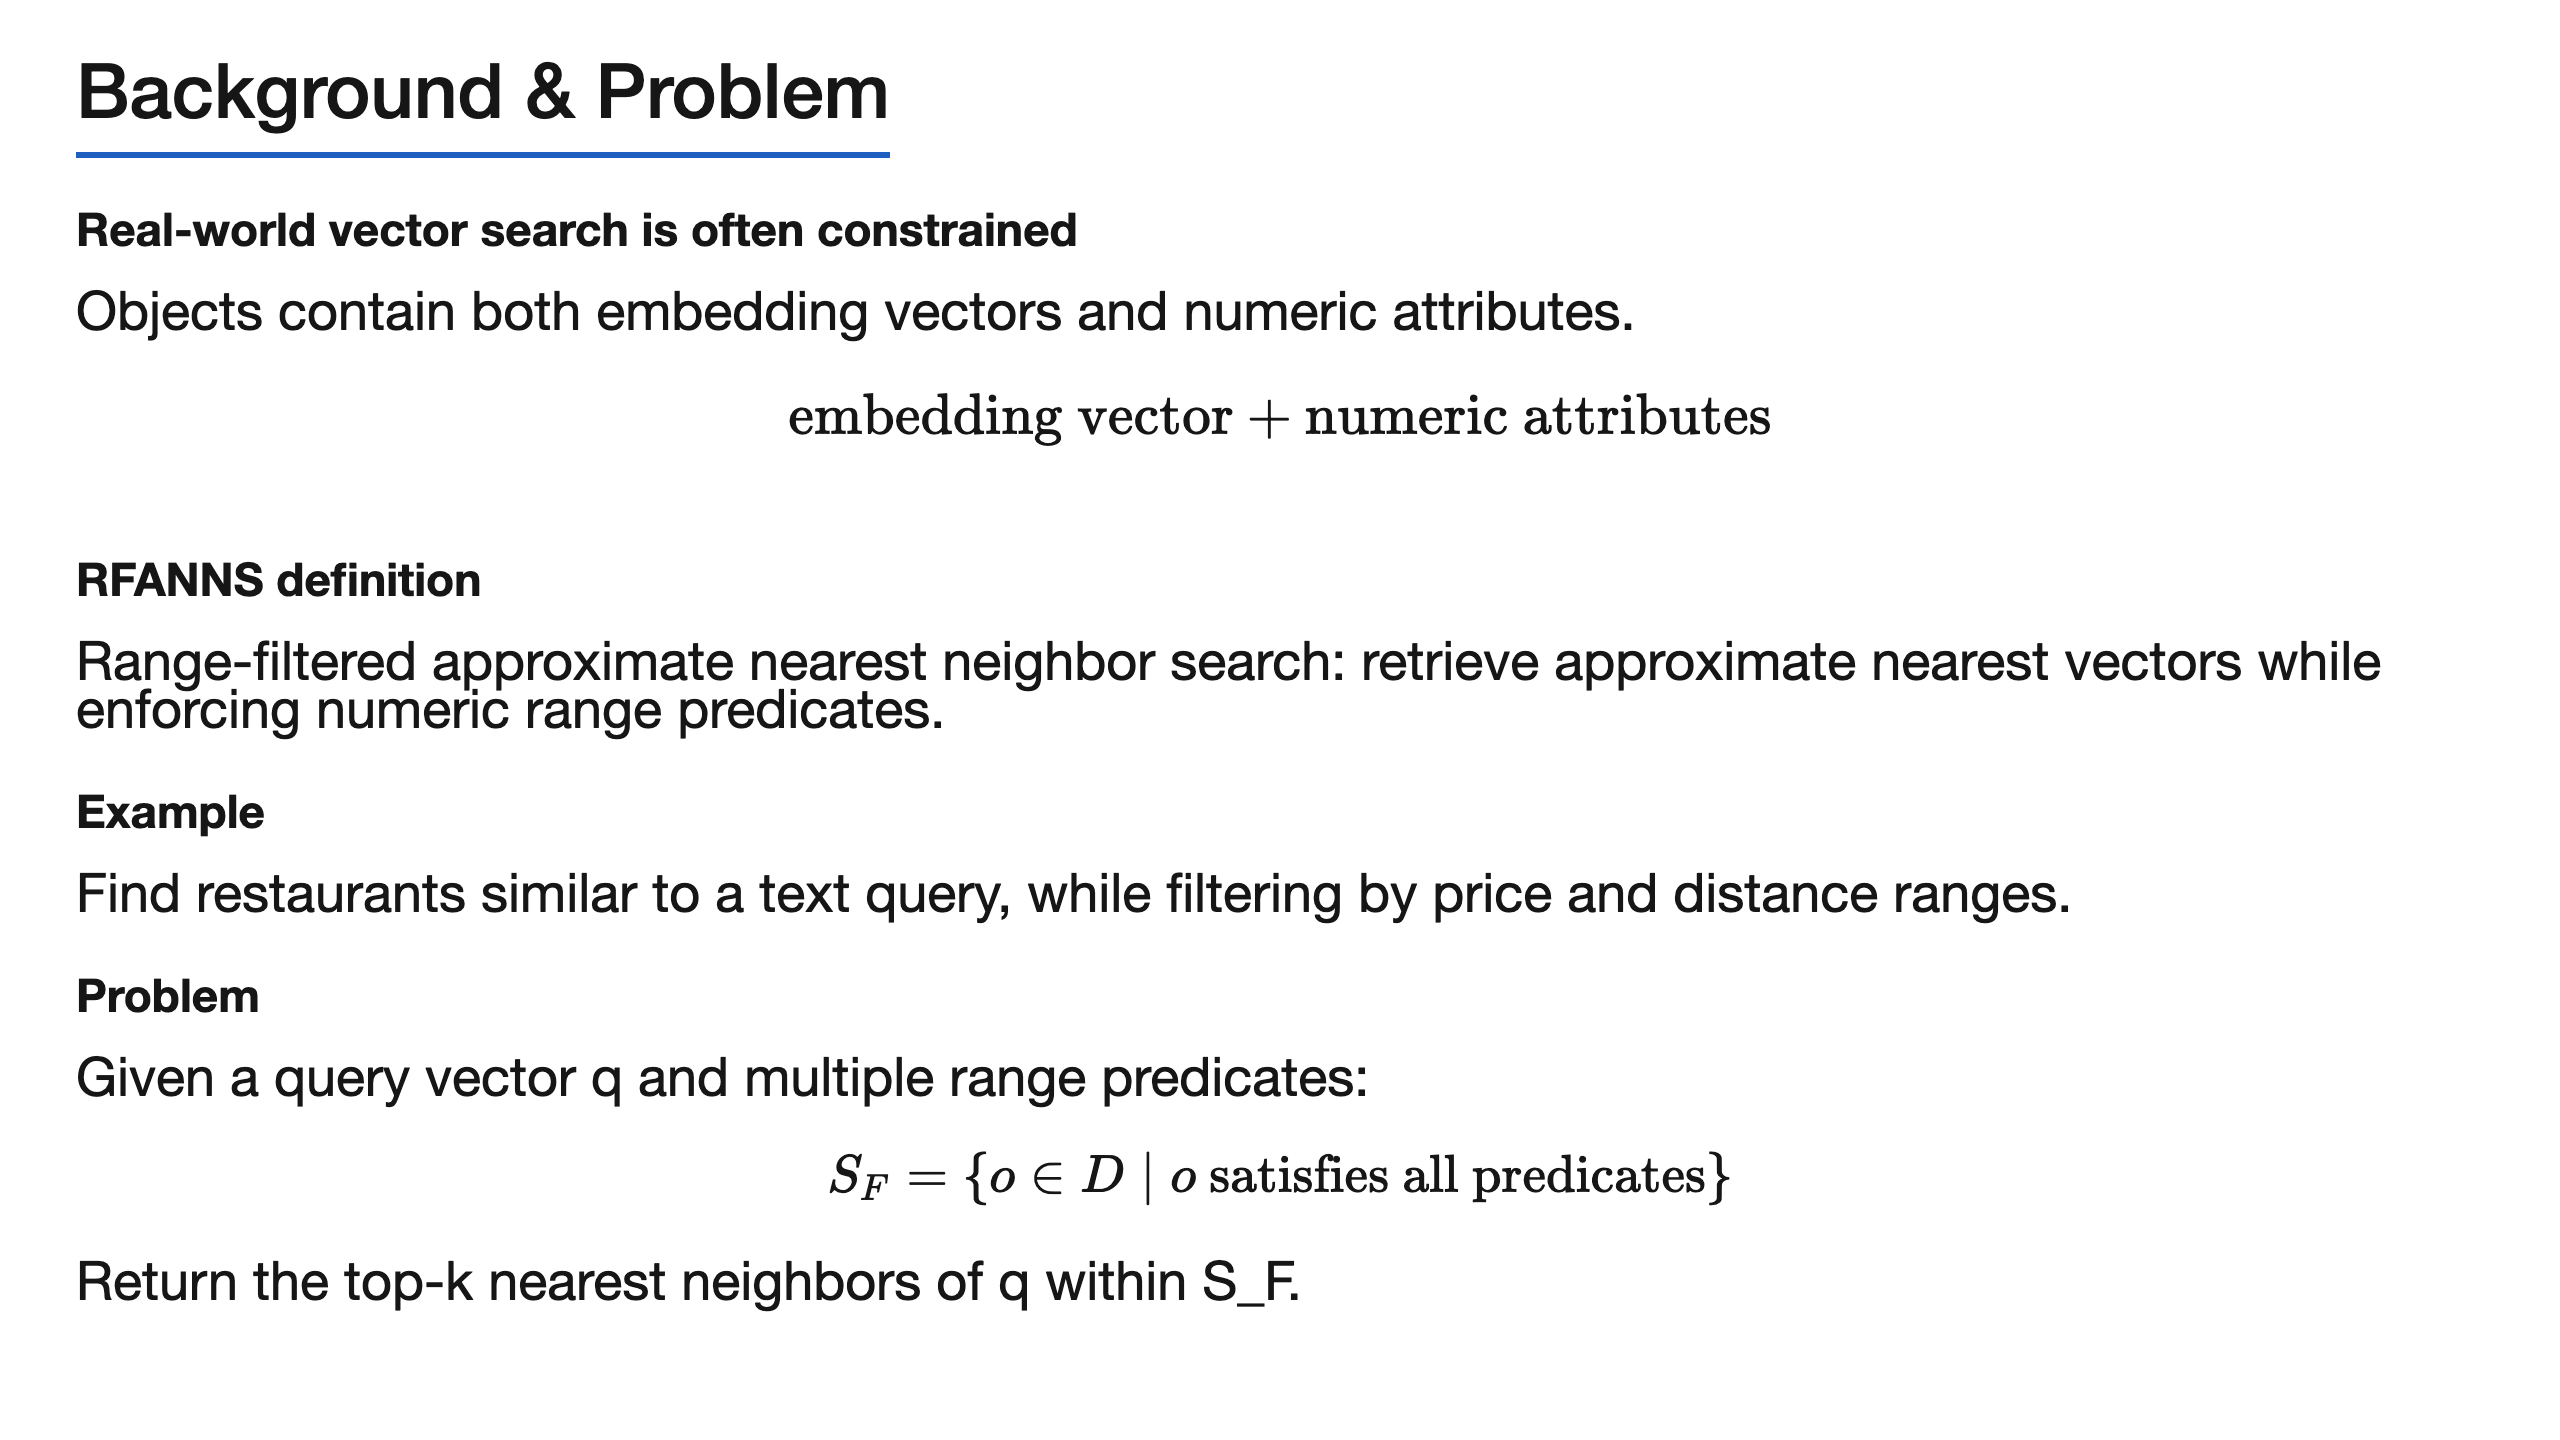 Background & Problem
Real-world vector search is often constrained
Objects contain both embedding vectors and numeric attributes.
embedding vector + numeric attributes
RFANNS definition
Range-filtered approximate nearest neighbor search: retrieve approximate nearest vectors while
enforcing numeric range predicates.
Example
Find restaurants similar to a text query, while filtering by price and distance ranges.
Problem
Given a query vector q and multiple range predicates:
S_F = {o ∈ D | o satisfies all predicates}
Return the top-k nearest neighbors of q within S_F.